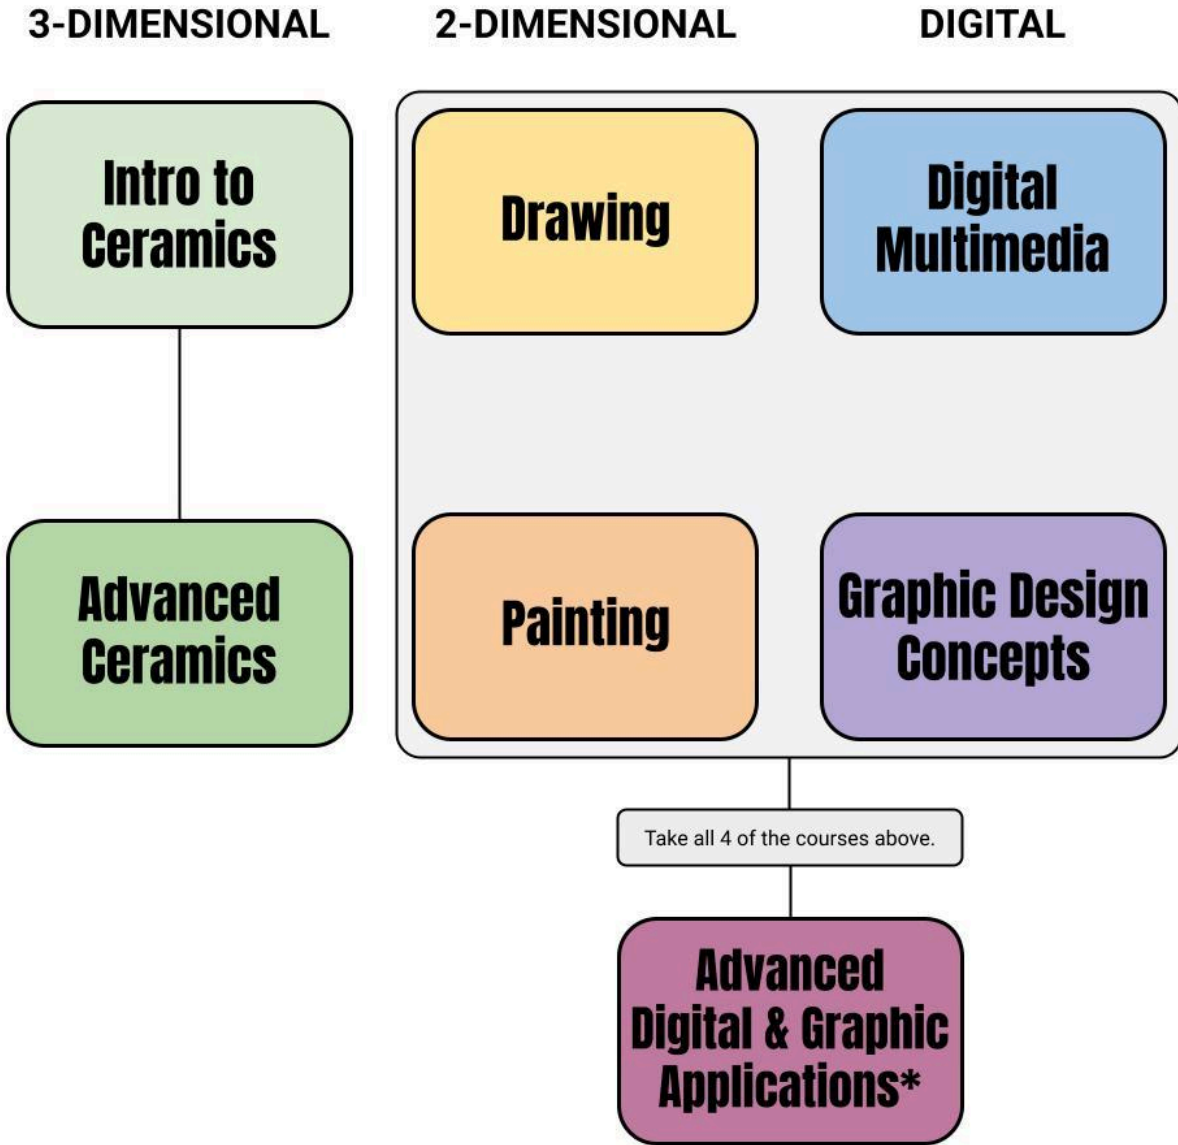 3-DIMENSIONAL
2-DIMENSIONAL
DIGITAL
Intro to
Ceramics
Drawing
Digital
Multimedia
Advanced
Ceramics
Painting
Graphic Design
Concepts
Take all 4 of the courses above.
Advanced
Digital & Graphic
Applications*